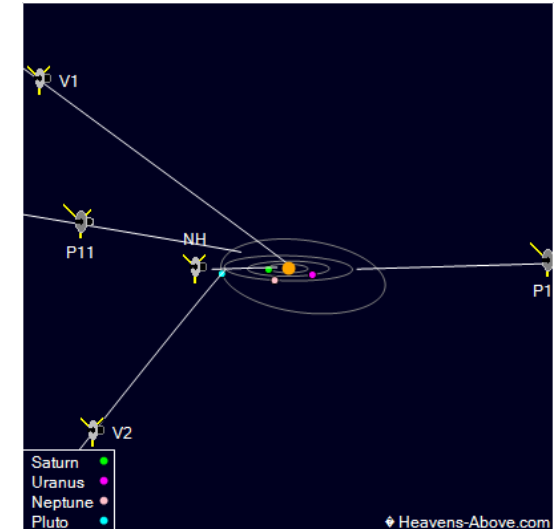 V1
P11
NH
P1
V2
Saturn
Uranus
Neptune
Pluto
Heavens-Above.com